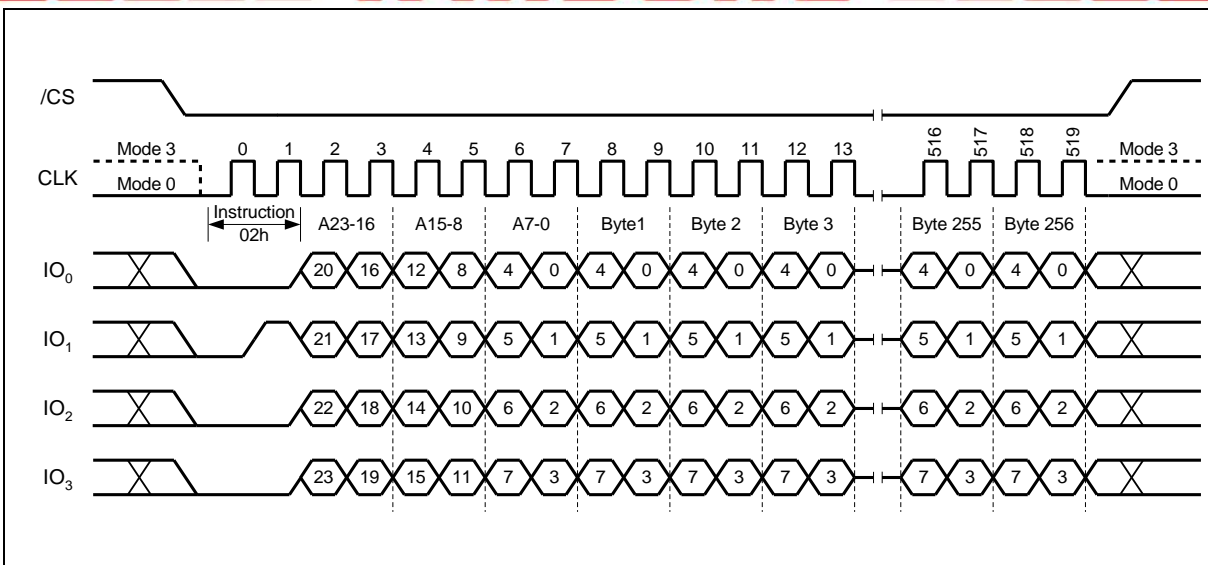 /CS
Mode 3 0 1 2 3 4 5 6 7 8 9 10 11 12 13 516 517 518 519 Mode 3
CLK
Mode 0 Mode 0
Instruction A23-16 A15-8 A7-0 Byte1 Byte 2 Byte 3 Byte 255 Byte 256
02h
IO0 20 16 12 8 4 0 4 0 4 0 4 0 4 0 4 0
IO1 21 17 13 9 5 1 5 1 5 1 5 1 5 1 5 1
IO2 22 18 14 10 6 2 6 2 6 2 6 2 6 2 6 2
IO3 23 19 15 11 7 3 7 3 7 3 7 3 7 3 7 3